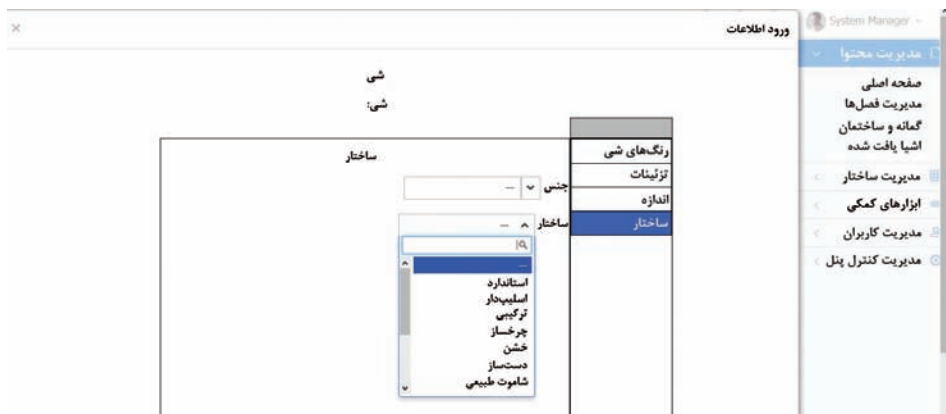 System Manager
مدیریت محتوا
صفحه اصلی
مدیریت فصل‌ها
گمانه و ساختمان
اشیا یافت شده
مدیریت ساختار
ابزارهای کمکی
مدیریت کاربران
مدیریت کنترل پنل
ورود اطلاعات
شی
شی:
رنگ‌های شی
تزئینات
اندازه
ساختار
ساختار
جنس --
ساختار --
--
استاندارد
اسلیپ‌دار
ترکیبی
چرخساز
خشن
دست‌ساز
شاموت طبیعی